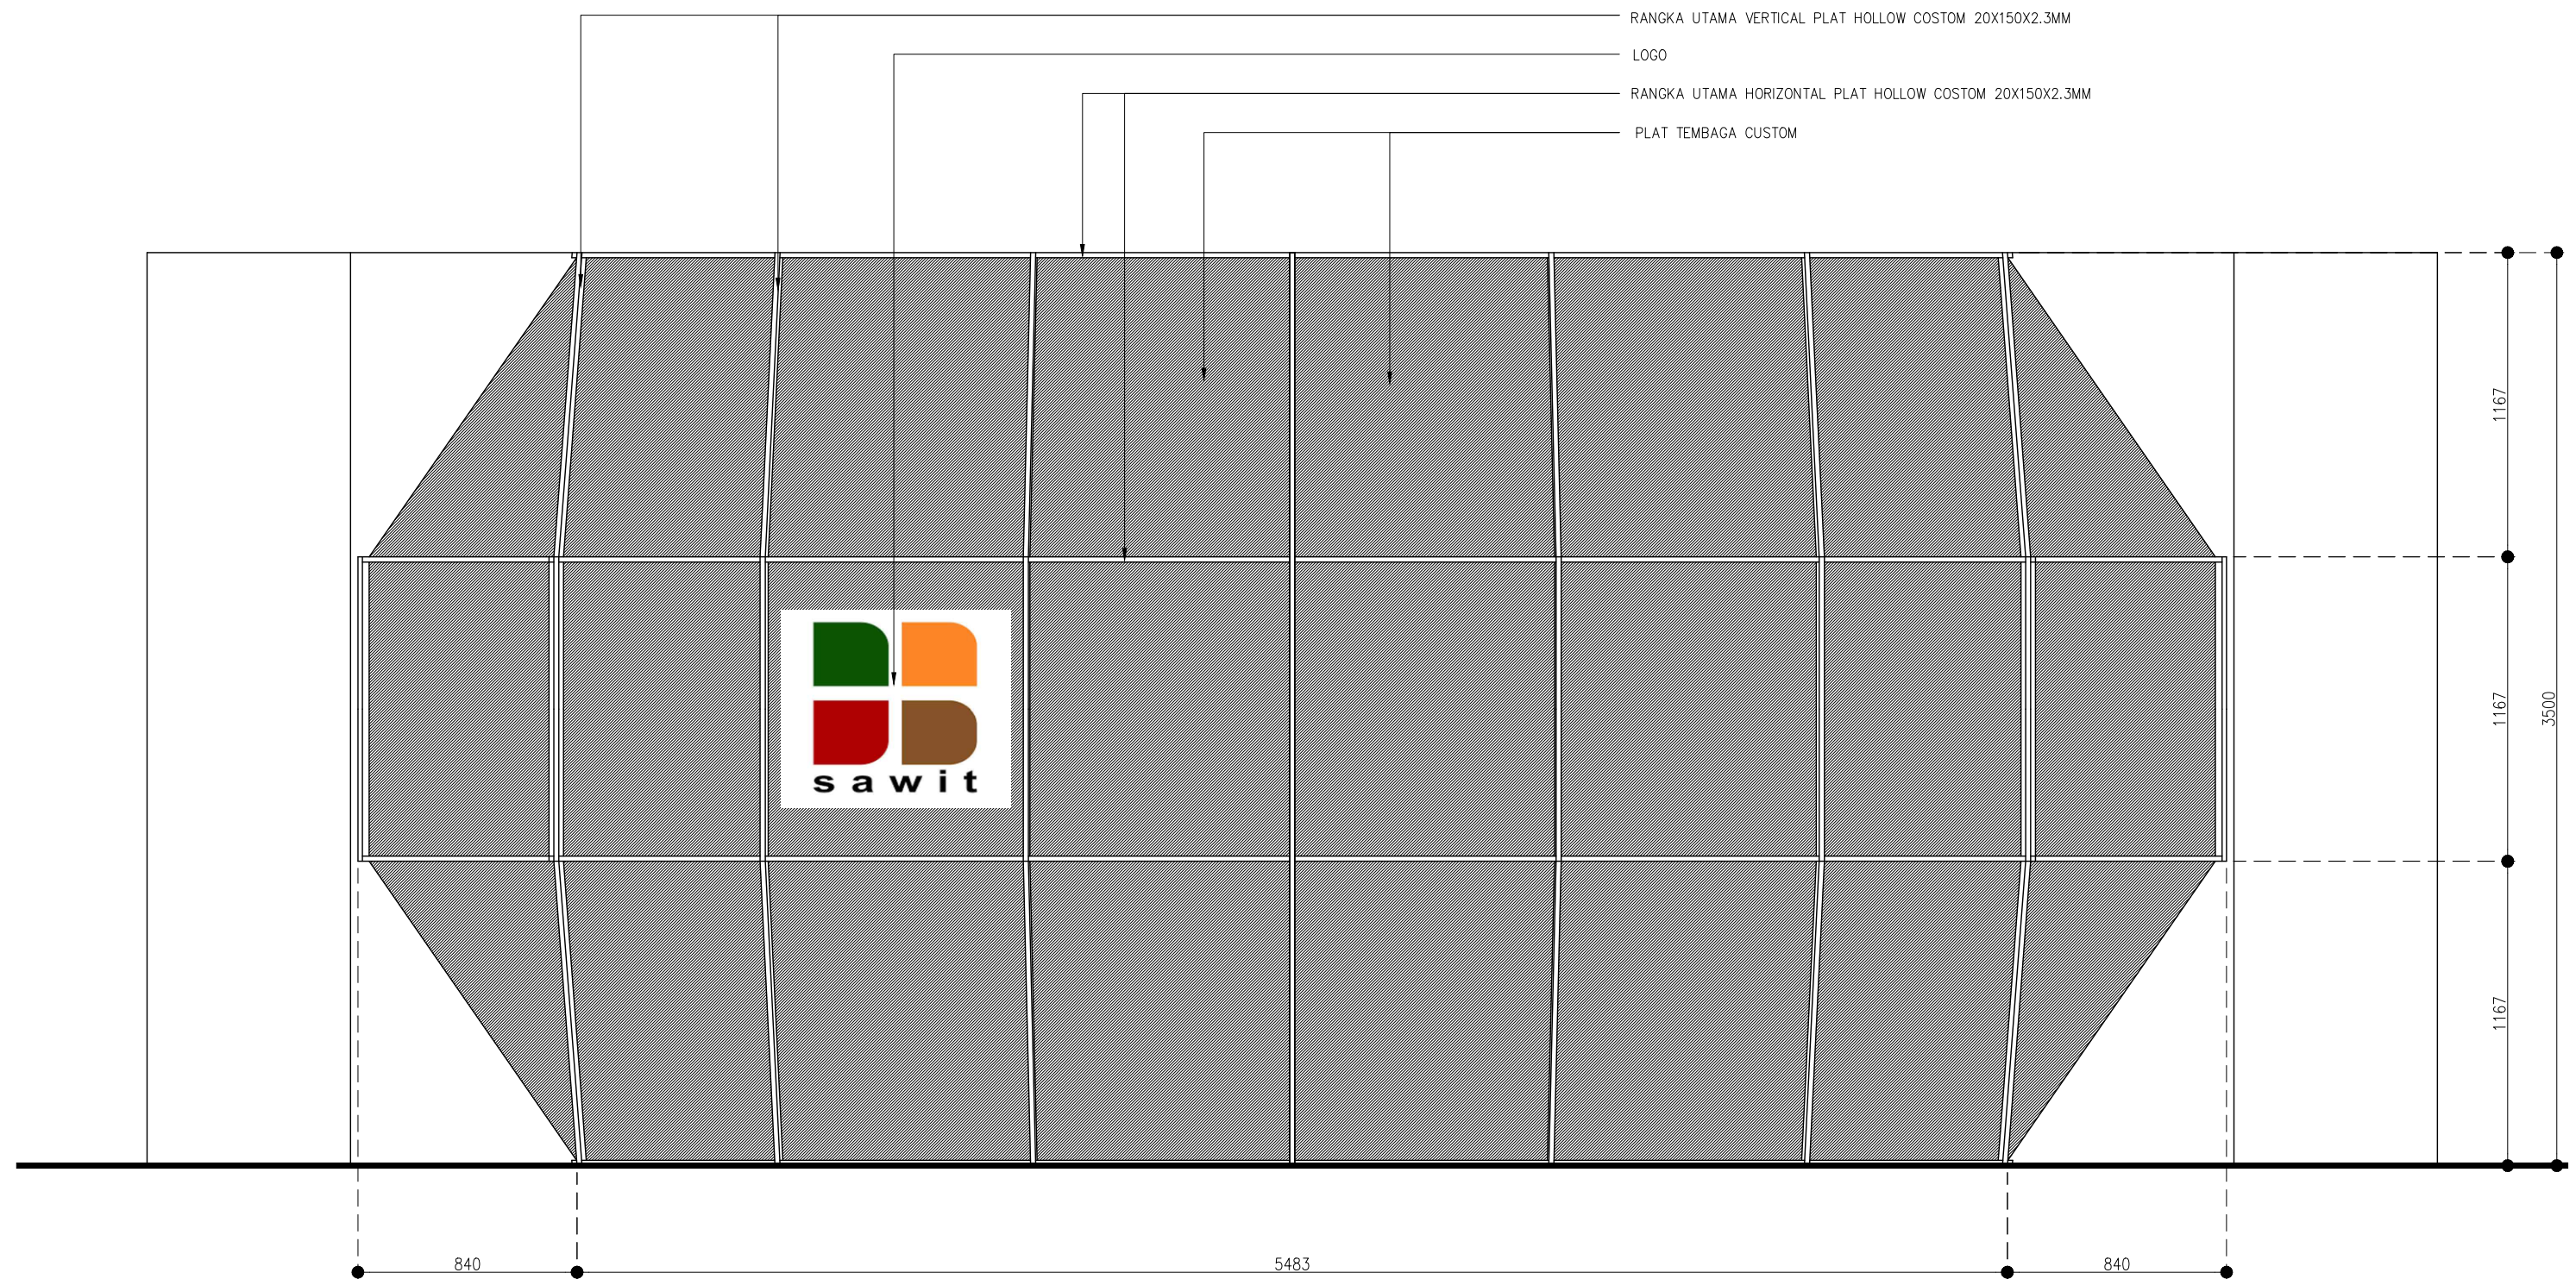 RANGKA UTAMA VERTICAL PLAT HOLLOW COSTOM 20X150X2.3MM
LOGO
RANGKA UTAMA HORIZONTAL PLAT HOLLOW COSTOM 20X150X2.3MM
PLAT TEMBAGA CUSTOM
1167
1167
3500
sawit
1167
840
5483
840